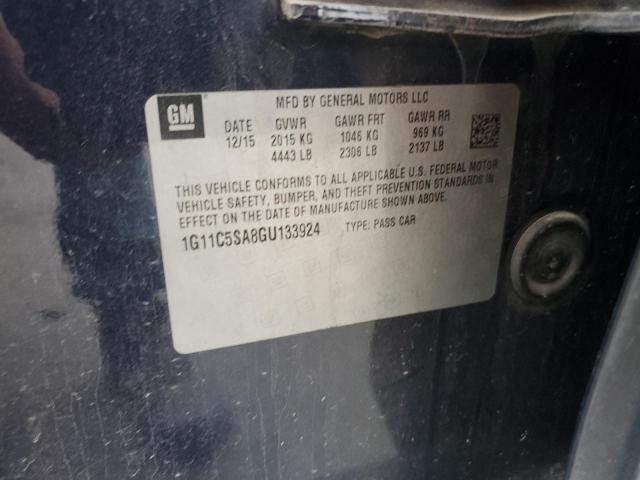 GM
MFD BY GENERAL MOTORS LLC
DATE GVWR GAWR FRT GAWR RR
12/15 2015 KG 1046 KG 969 KG
4443 LB 2306 LB 2137 LB
THIS VEHICLE CONFORMS TO ALL APPLICABLE U.S. FEDERAL MOTOR
VEHICLE SAFETY, BUMPER, AND THEFT PREVENTION STANDARDS IN
EFFECT ON THE DATE OF MANUFACTURE SHOWN ABOVE.
1G11C5SA8GU133924 TYPE: PASS CAR